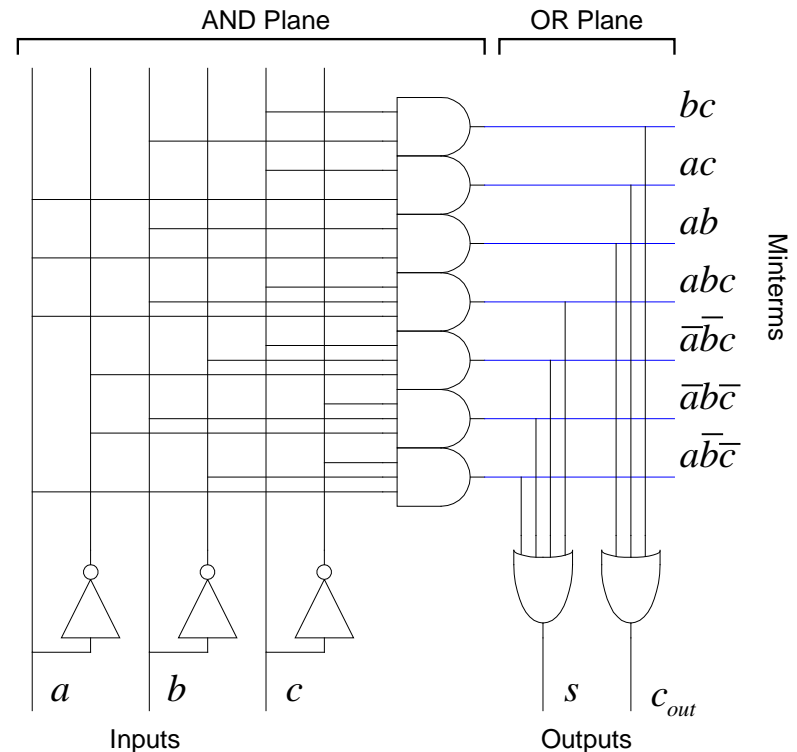 AND Plane OR Plane
bc
ac
ab
abc
a̅b̅c
a̅bc̅
ab̅c̅
Minterms
a b c s c_out
Inputs Outputs